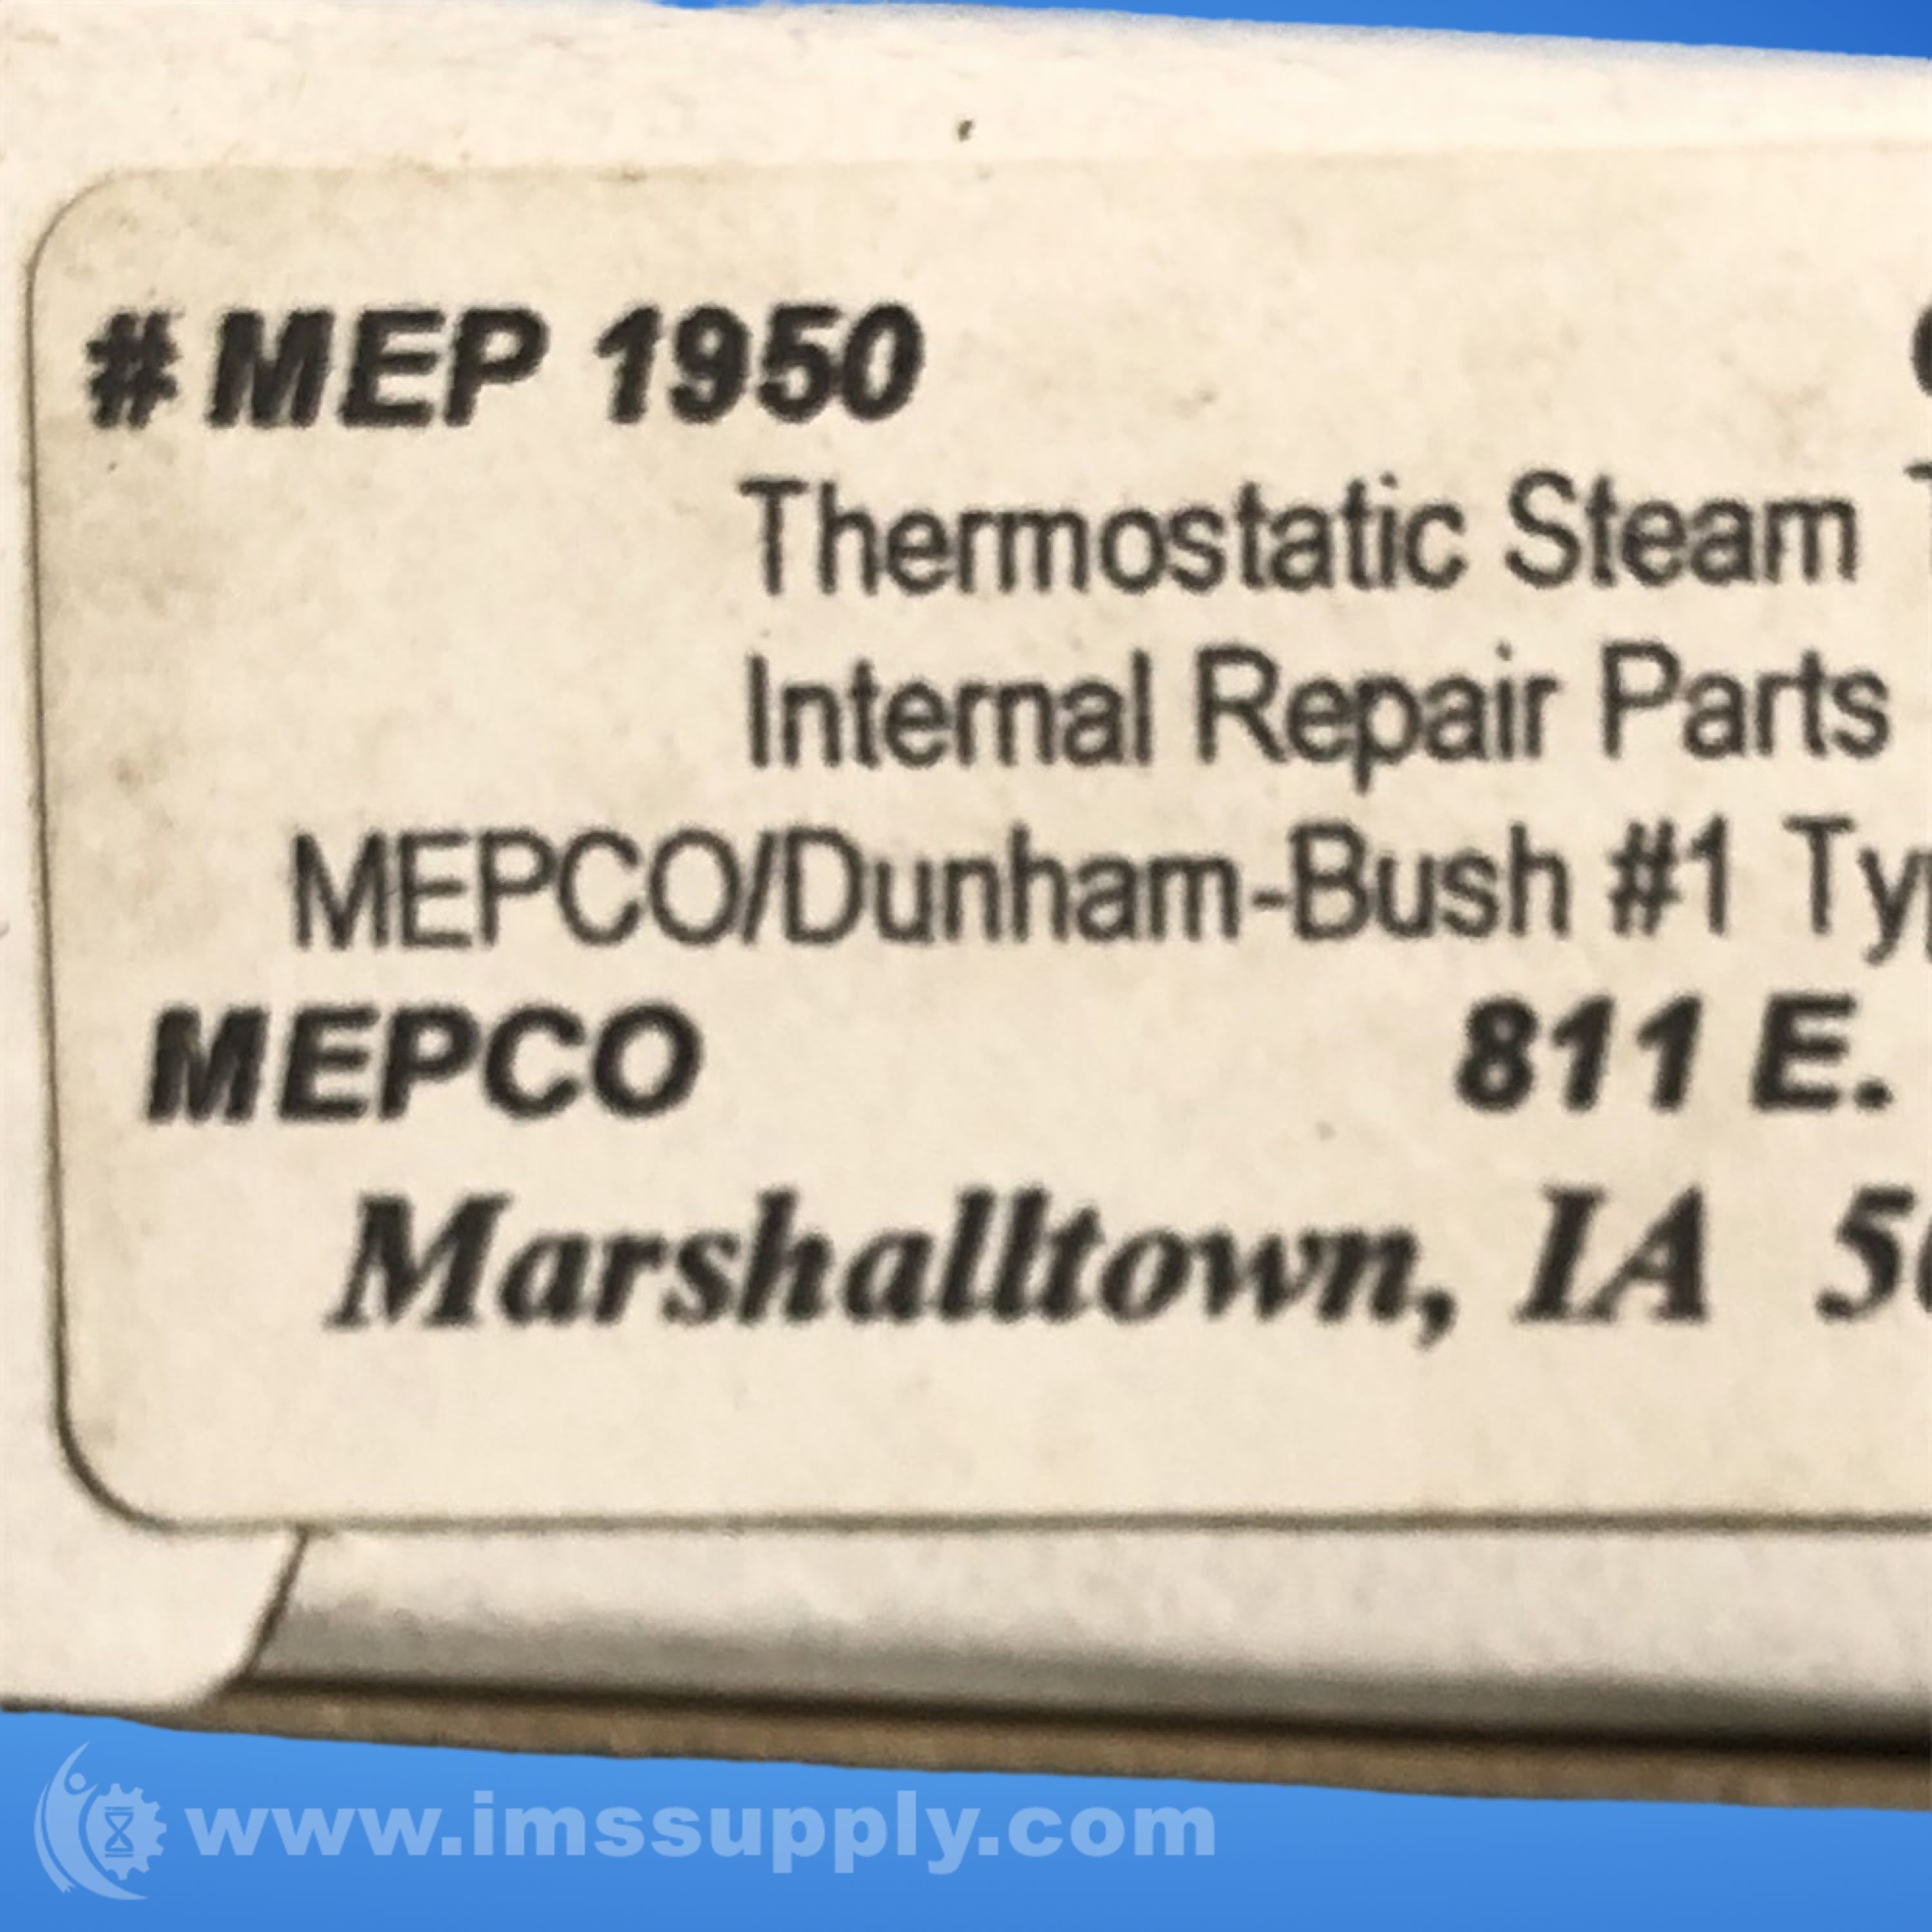 # MEP 1950
Thermostatic Steam
Internal Repair Parts
MEPCO/Dunham-Bush #1
MEPCO 811 E.
Marshalltown, IA
www.imssupply.com